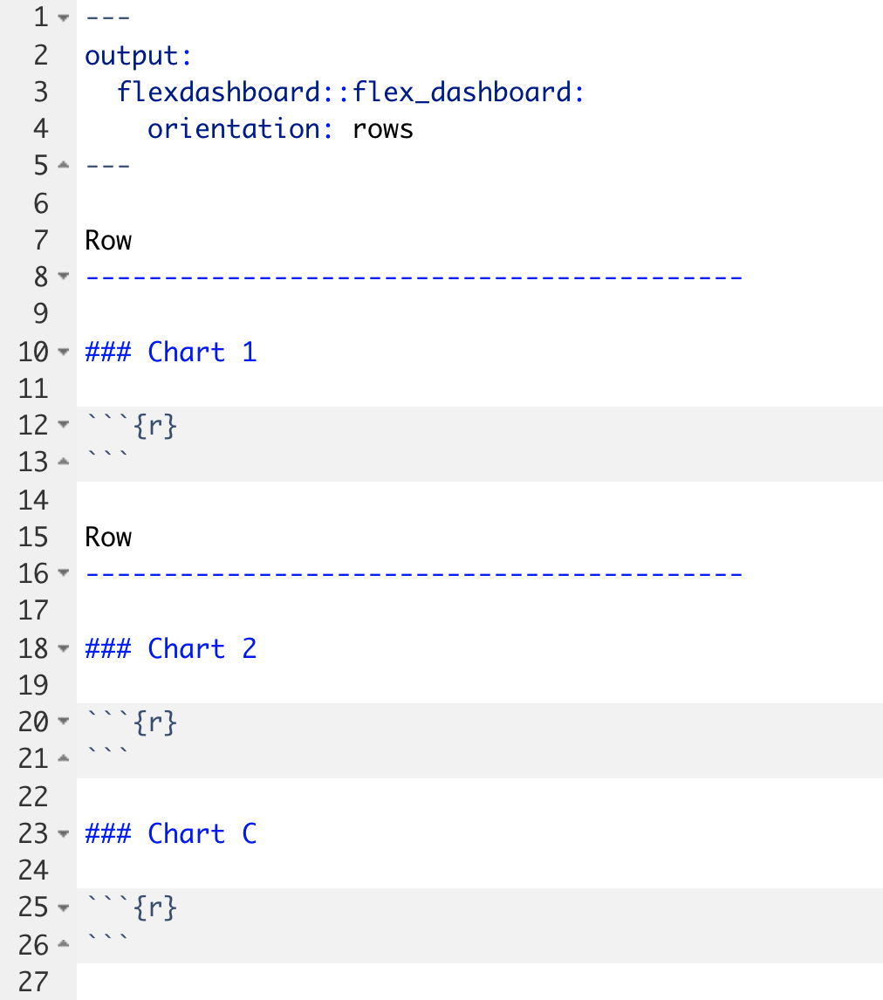 1 ---
2 output:
3   flexdashboard::flex_dashboard:
4     orientation: rows
5 ---
6
7 Row
8 ------------------------------------------
9
10 ### Chart 1
11
12 ```{r}
13 ```
14
15 Row
16 ------------------------------------------
17
18 ### Chart 2
19
20 ```{r}
21 ```
22
23 ### Chart C
24
25 ```{r}
26 ```
27